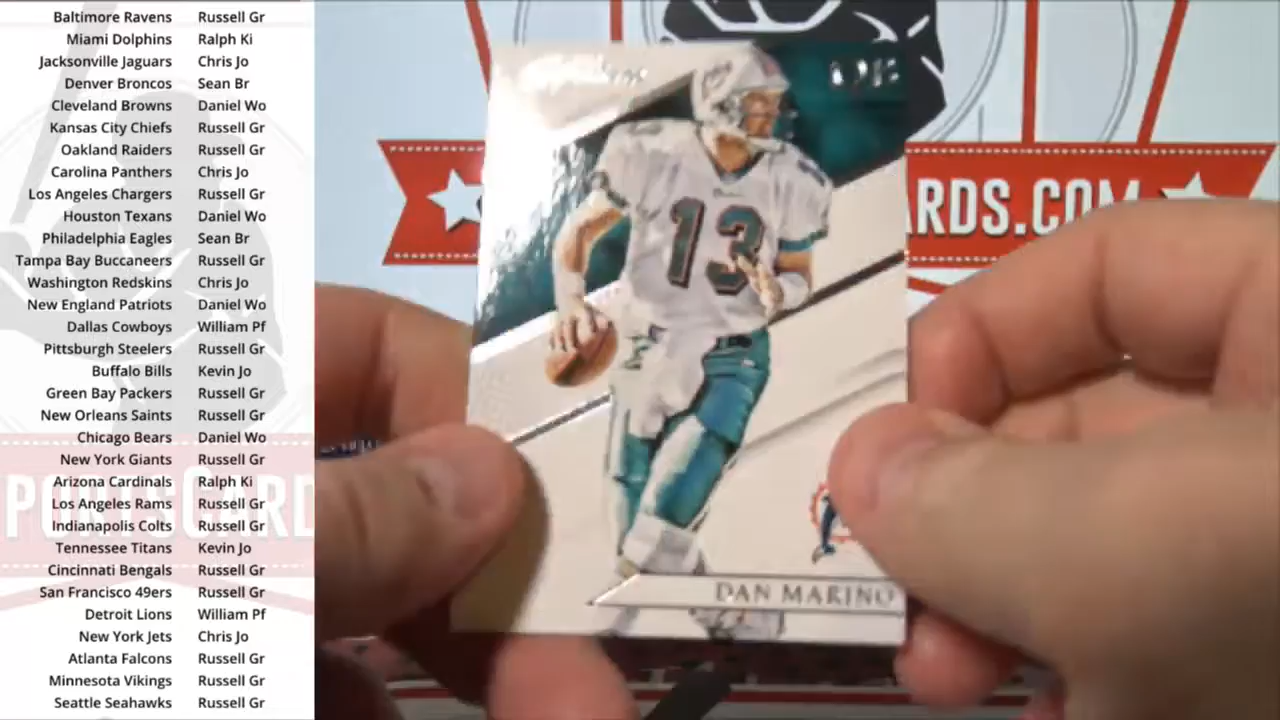 Baltimore Ravens Russell Gr
Miami Dolphins Ralph Ki
Jacksonville Jaguars Chris Jo
Denver Broncos Sean Br
Cleveland Browns Daniel Wo
Kansas City Chiefs Russell Gr
Oakland Raiders Russell Gr
Carolina Panthers Chris Jo
Los Angeles Chargers Russell Gr
Houston Texans Daniel Wo
Philadelphia Eagles Sean Br
Tampa Bay Buccaneers Russell Gr
Washington Redskins Chris Jo
New England Patriots Daniel Wo
Dallas Cowboys William Pf
Pittsburgh Steelers Russell Gr
Buffalo Bills Kevin Jo
Green Bay Packers Russell Gr
New Orleans Saints Russell Gr
Chicago Bears Daniel Wo
New York Giants Russell Gr
Arizona Cardinals Ralph Ki
Los Angeles Rams Russell Gr
Indianapolis Colts Russell Gr
Tennessee Titans Kevin Jo
Cincinnati Bengals Russell Gr
San Francisco 49ers Russell Gr
Detroit Lions William Pf
New York Jets Chris Jo
Atlanta Falcons Russell Gr
Minnesota Vikings Russell Gr
Seattle Seahawks Russell Gr
PORTSCARD
ARDS.COM
13
13
DAN MARINO